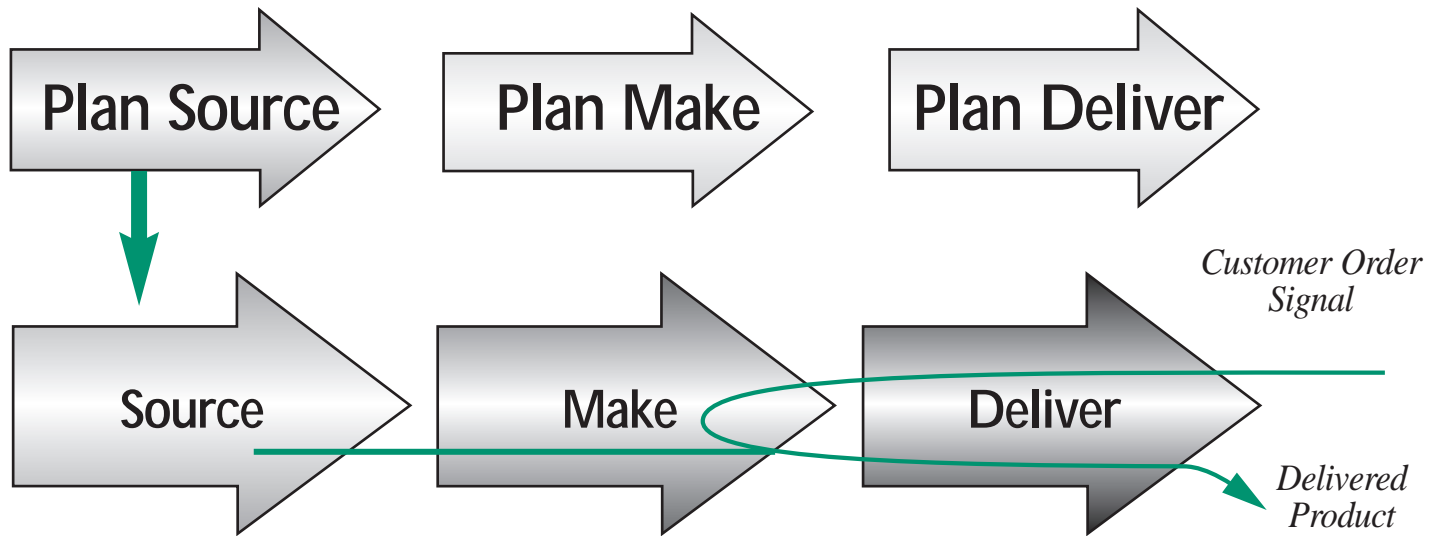 Plan Source
Plan Make
Plan Deliver
Customer Order
Signal
Source
Make
Deliver
Delivered
Product